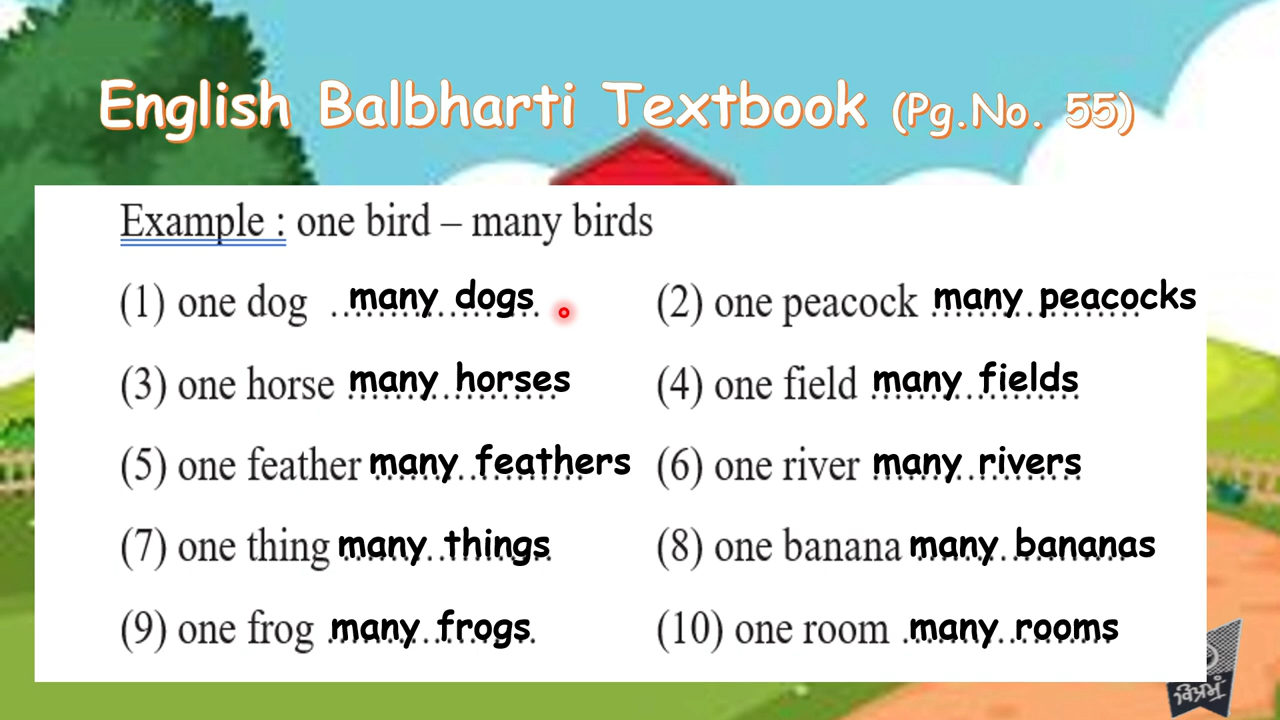 English Balbharti Textbook (Pg.No. 55)
Example : one bird – many birds
(1) one dog many dogs (2) one peacock many peacocks
(3) one horse many horses (4) one field many fields
(5) one feather many feathers (6) one river many rivers
(7) one thing many things (8) one banana many bananas
(9) one frog many frogs (10) one room many rooms